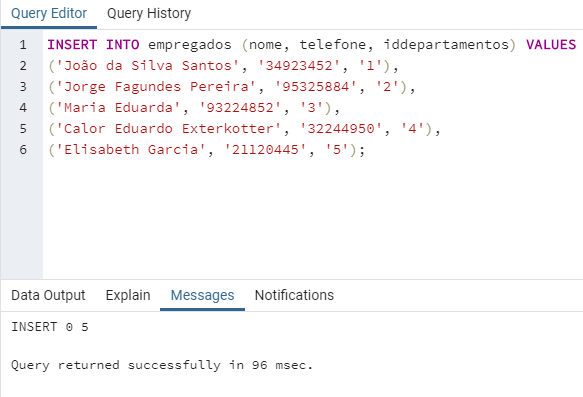 Query Editor Query History
1 INSERT INTO empregados (nome, telefone, iddepartamentos) VALUES
2 ('João da Silva Santos', '34923452', '1'),
3 ('Jorge Fagundes Pereira', '95325884', '2'),
4 ('Maria Eduarda', '93224852', '3'),
5 ('Calor Eduardo Exterkotter', '32244950', '4'),
6 ('Elisabeth Garcia', '21120445', '5');
Data Output Explain Messages Notifications
INSERT 0 5
Query returned successfully in 96 msec.